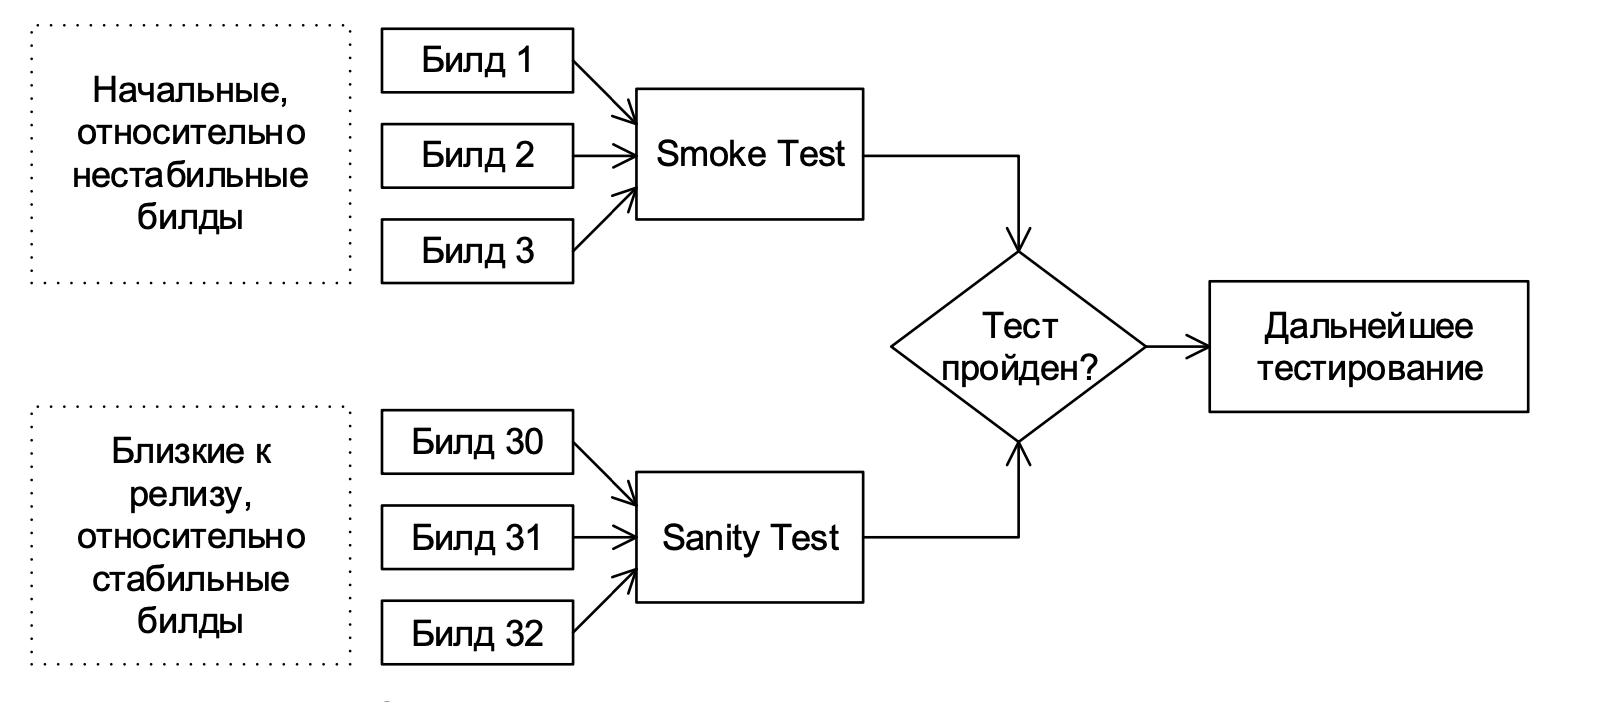 Начальные,
относительно
нестабильные
билды
Билд 1
Билд 2
Билд 3
Smoke Test
Тест
пройден?
Дальнейшее
тестирование
Близкие к
релизу,
относительно
стабильные
билды
Билд 30
Билд 31
Билд 32
Sanity Test